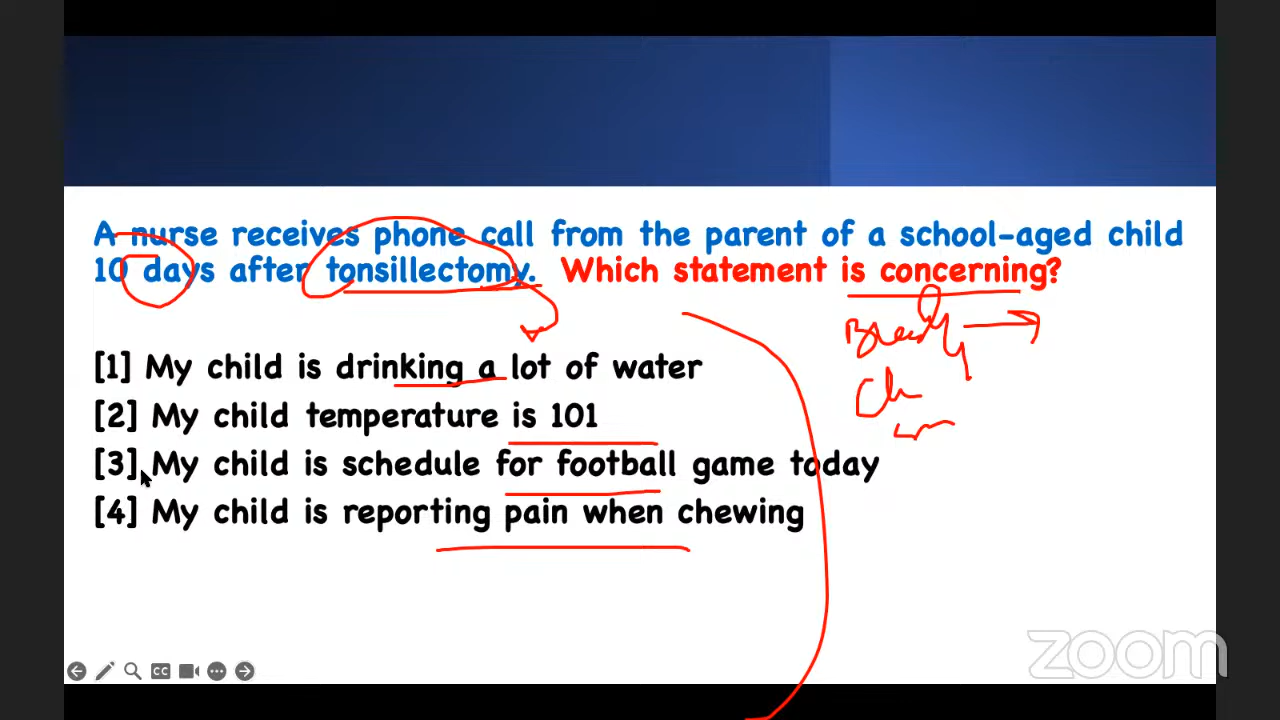 A nurse receives phone call from the parent of a school-aged child
10 days after tonsillectomy. Which statement is concerning?
[1] My child is drinking a lot of water
[2] My child temperature is 101
[3] My child is schedule for football game today
[4] My child is reporting pain when chewing
CC
zoom